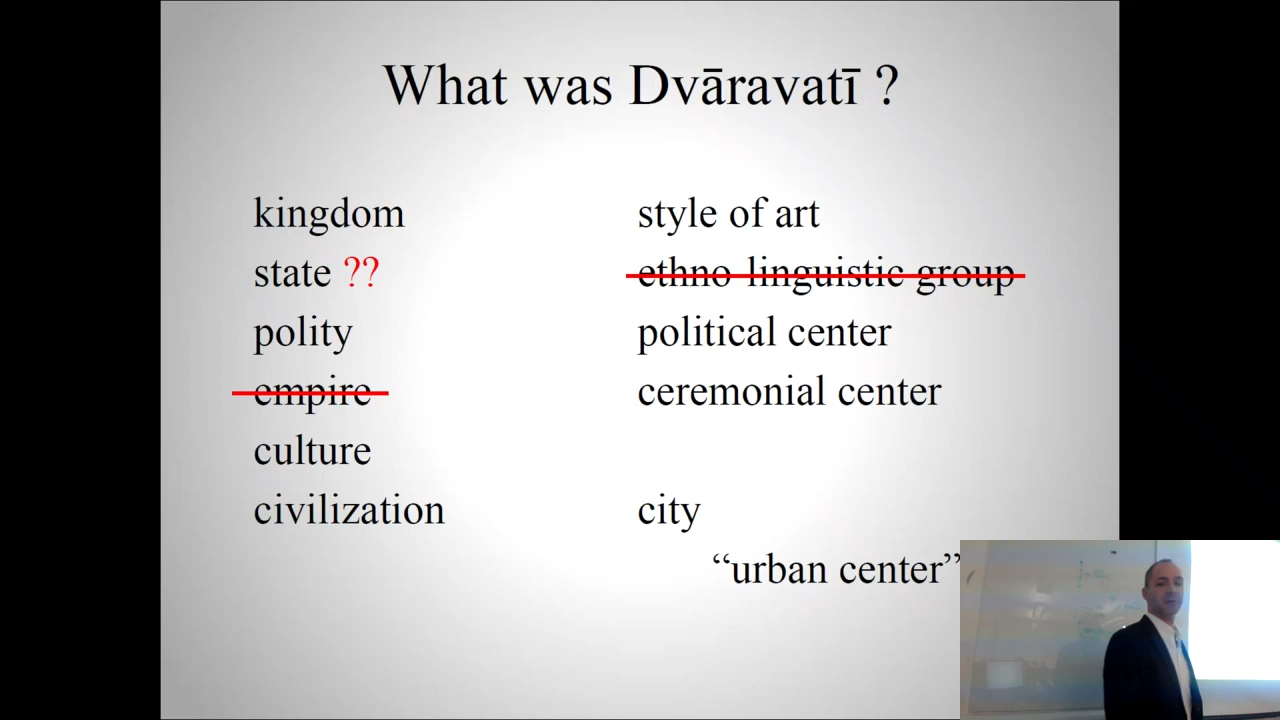 What was Dvāravatī ?
kingdom
state ??
polity
empire
culture
civilization
style of art
ethno-linguistic group
political center
ceremonial center
city
“urban center”